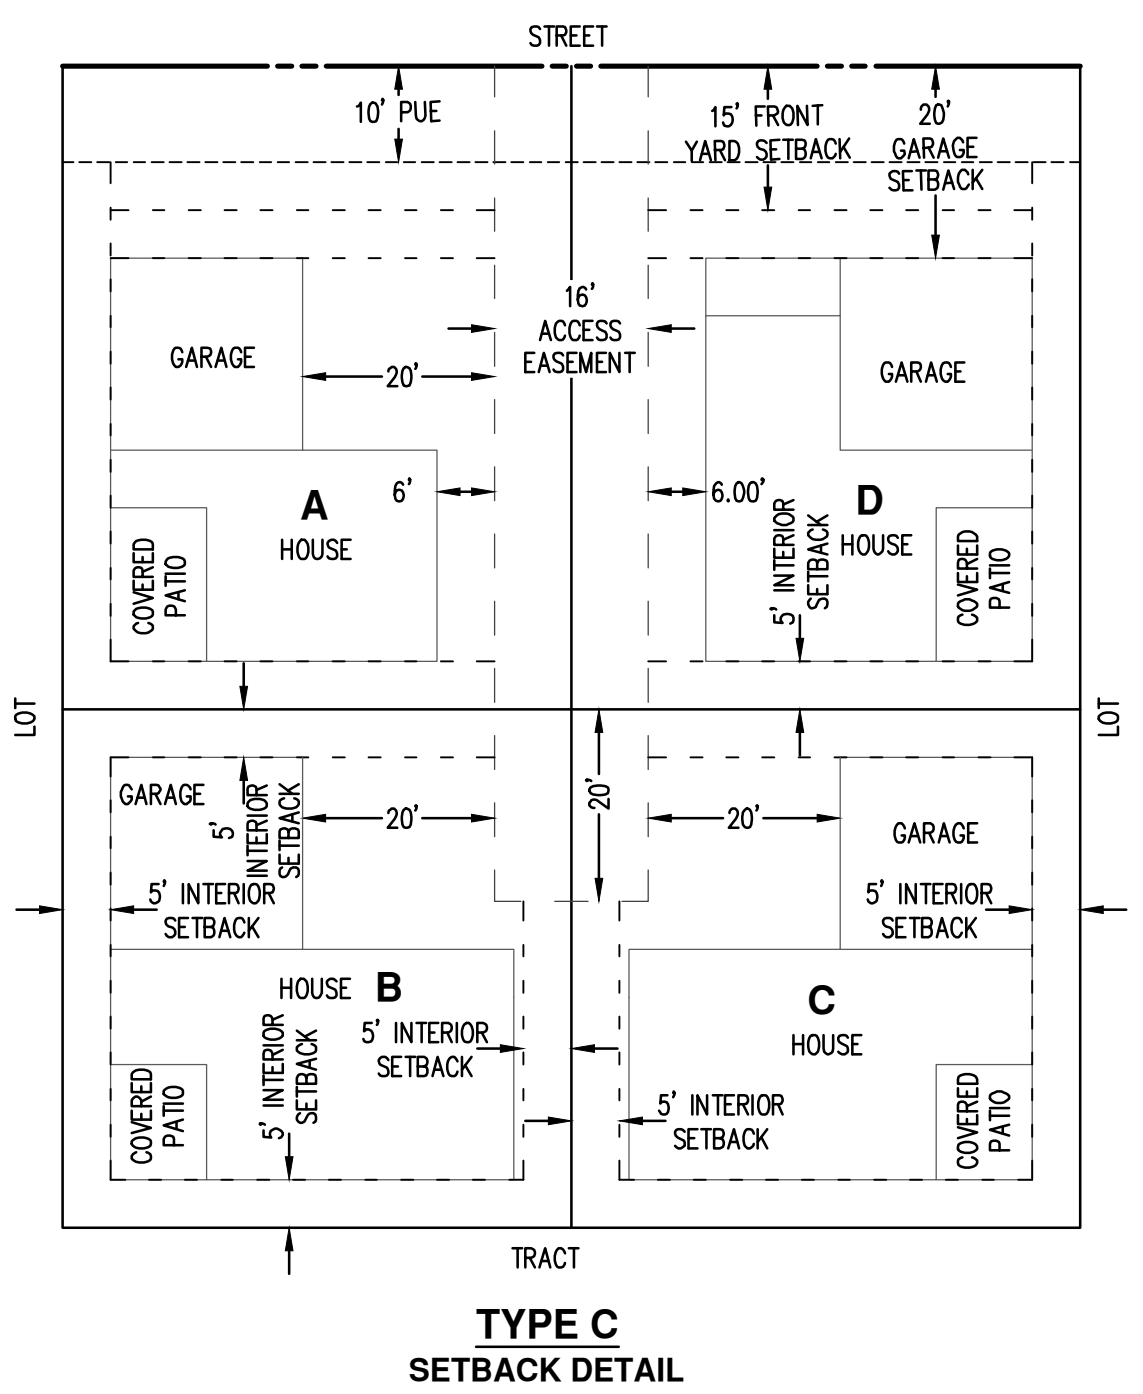 STREET
10' PUE
15' FRONT
YARD SETBACK
20'
GARAGE
SETBACK
16'
ACCESS
EASEMENT
GARAGE
20'
GARAGE
6'
6.00'
A
HOUSE
COVERED
PATIO
D
HOUSE
5' INTERIOR
SETBACK
COVERED
PATIO
LOT
LOT
GARAGE
5'
INTERIOR
SETBACK
20'
20'
20'
GARAGE
5' INTERIOR
SETBACK
5' INTERIOR
SETBACK
HOUSE B
5' INTERIOR
SETBACK
5' INTERIOR
SETBACK
COVERED
PATIO
C
HOUSE
5' INTERIOR
SETBACK
COVERED
PATIO
TRACT
TYPE C
SETBACK DETAIL